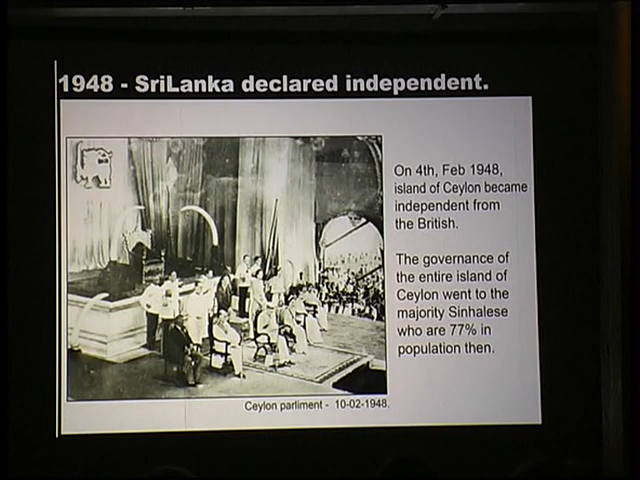 1948 - SriLanka declared independent.
On 4th, Feb 1948,
island of Ceylon became
independent from
the British.
The governance of
the entire island of
Ceylon went to the
majority Sinhalese
who are 77% in
population then.
Ceylon parliment - 10-02-1948.